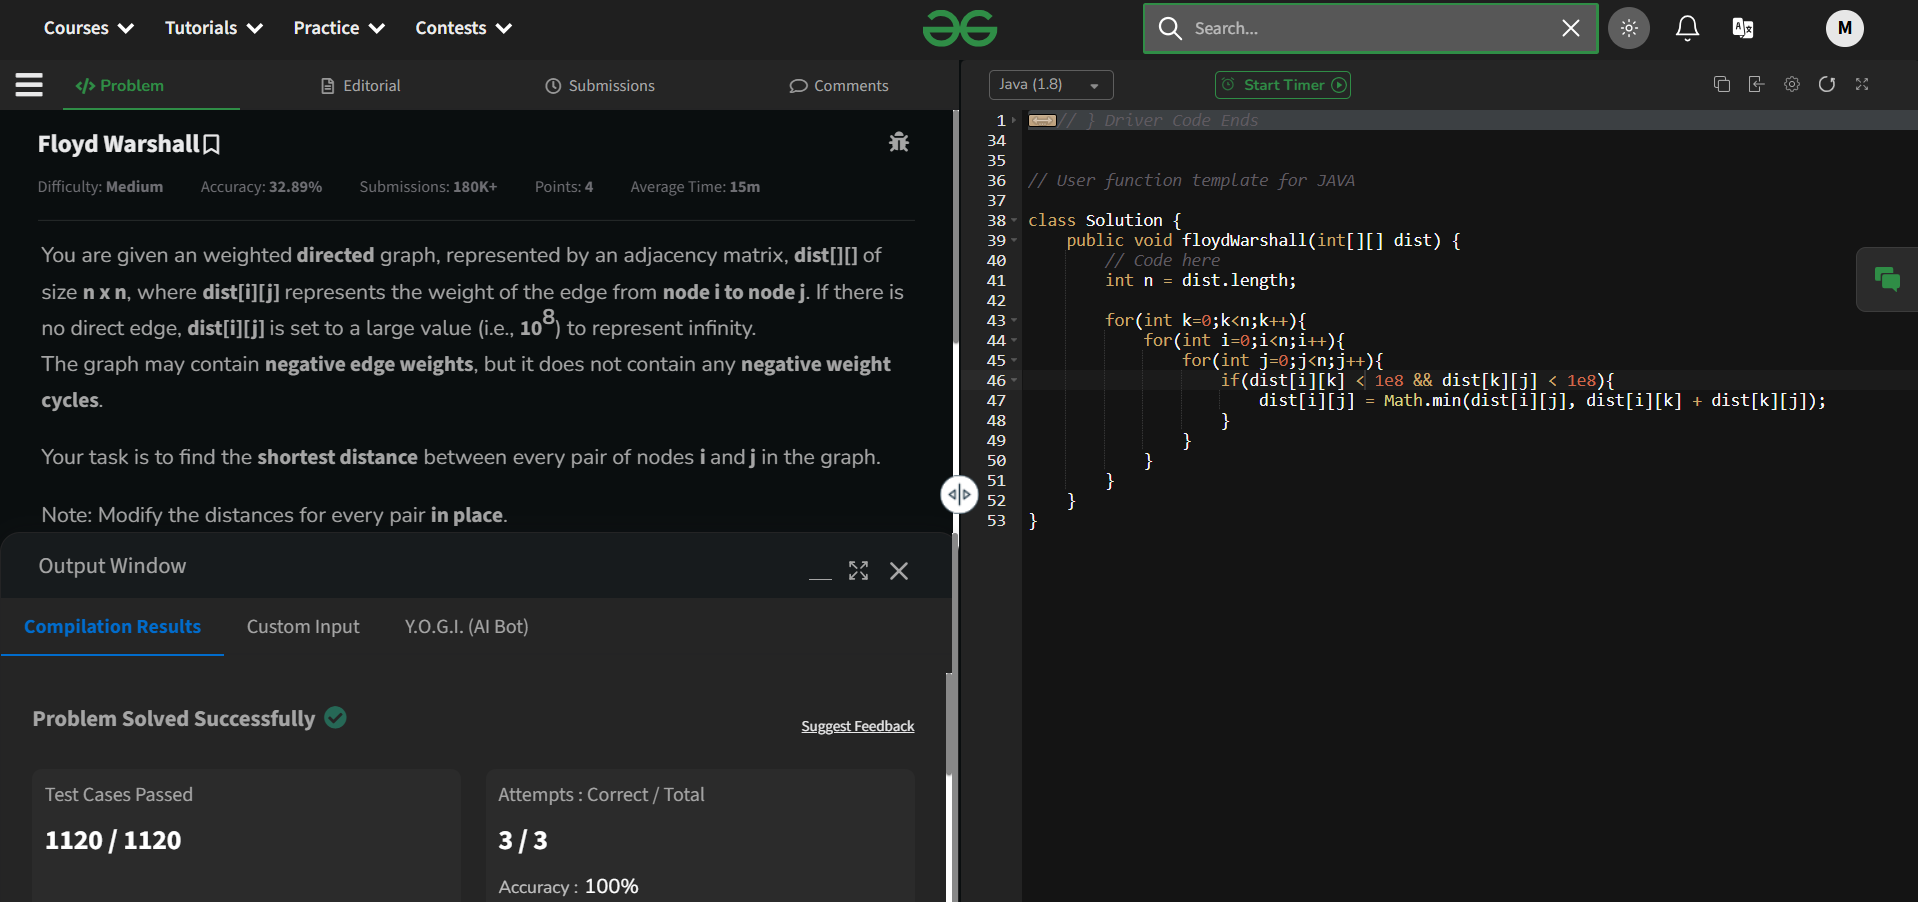 Courses Tutorials Practice Contests Search... M
Problem Editorial Submissions Comments
Java (1.8) Start Timer
Floyd Warshall
Difficulty: Medium Accuracy: 32.89% Submissions: 180K+ Points: 4 Average Time: 15m
You are given an weighted directed graph, represented by an adjacency matrix, dist[][] of
size n x n, where dist[i][j] represents the weight of the edge from node i to node j. If there is
no direct edge, dist[i][j] is set to a large value (i.e., 10^8) to represent infinity.
The graph may contain negative edge weights, but it does not contain any negative weight
cycles.
Your task is to find the shortest distance between every pair of nodes i and j in the graph.
Note: Modify the distances for every pair in place.
Output Window
Compilation Results Custom Input Y.O.G.I. (AI Bot)
Problem Solved Successfully
Suggest Feedback
Test Cases Passed
1120 / 1120
Attempts : Correct / Total
3 / 3
Accuracy : 100%
1 // } Driver Code Ends
34
35
36 // User function template for JAVA
37
38 class Solution {
39 public void floydWarshall(int[][] dist) {
40 // Code here
41 int n = dist.length;
42
43 for(int k=0;k<n;k++){
44 for(int i=0;i<n;i++){
45 for(int j=0;j<n;j++){
46 if(dist[i][k] < 1e8 && dist[k][j] < 1e8){
47 dist[i][j] = Math.min(dist[i][j], dist[i][k] + dist[k][j]);
48 }
49 }
50 }
51 }
52 }
53 }